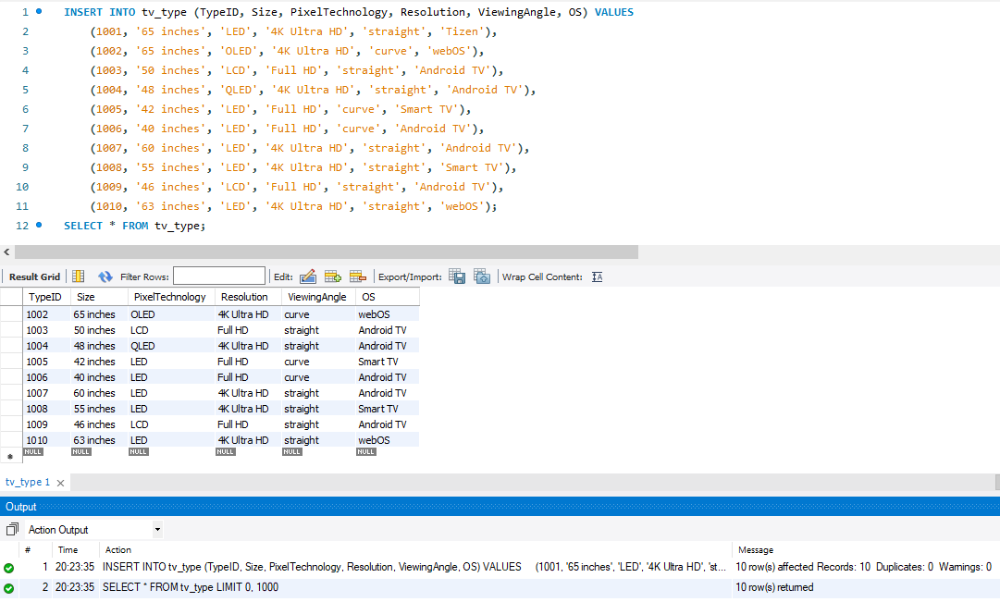 1 INSERT INTO tv_type (TypeID, Size, PixelTechnology, Resolution, ViewingAngle, OS) VALUES
2 (1001, '65 inches', 'LED', '4K Ultra HD', 'straight', 'Tizen'),
3 (1002, '65 inches', 'OLED', '4K Ultra HD', 'curve', 'webOS'),
4 (1003, '50 inches', 'LCD', 'Full HD', 'straight', 'Android TV'),
5 (1004, '48 inches', 'QLED', '4K Ultra HD', 'straight', 'Android TV'),
6 (1005, '42 inches', 'LED', 'Full HD', 'curve', 'Smart TV'),
7 (1006, '40 inches', 'LED', 'Full HD', 'curve', 'Android TV'),
8 (1007, '60 inches', 'LED', '4K Ultra HD', 'straight', 'Android TV'),
9 (1008, '55 inches', 'LED', '4K Ultra HD', 'straight', 'Smart TV'),
10 (1009, '46 inches', 'LCD', 'Full HD', 'straight', 'Android TV'),
11 (1010, '63 inches', 'LED', '4K Ultra HD', 'straight', 'webOS');
12 SELECT * FROM tv_type;
Result Grid Filter Rows: Edit: Export/Import: Wrap Cell Content: IA
TypeID Size PixelTechnology Resolution ViewingAngle OS
1002 65 inches OLED 4K Ultra HD curve webOS
1003 50 inches LCD Full HD straight Android TV
1004 48 inches QLED 4K Ultra HD straight Android TV
1005 42 inches LED Full HD curve Smart TV
1006 40 inches LED Full HD curve Android TV
1007 60 inches LED 4K Ultra HD straight Android TV
1008 55 inches LED 4K Ultra HD straight Smart TV
1009 46 inches LCD Full HD straight Android TV
1010 63 inches LED 4K Ultra HD straight webOS
* NULL NULL NULL NULL NULL NULL
tv_type 1
Output
Action Output
# Time Action Message
1 20:23:35 INSERT INTO tv_type (TypeID, Size, PixelTechnology, Resolution, ViewingAngle, OS) VALUES (1001, '65 inches', 'LED', '4K Ultra HD', 'st... 10 row(s) affected Records: 10 Duplicates: 0 Warnings: 0
2 20:23:35 SELECT * FROM tv_type LIMIT 0, 1000 10 row(s) returned